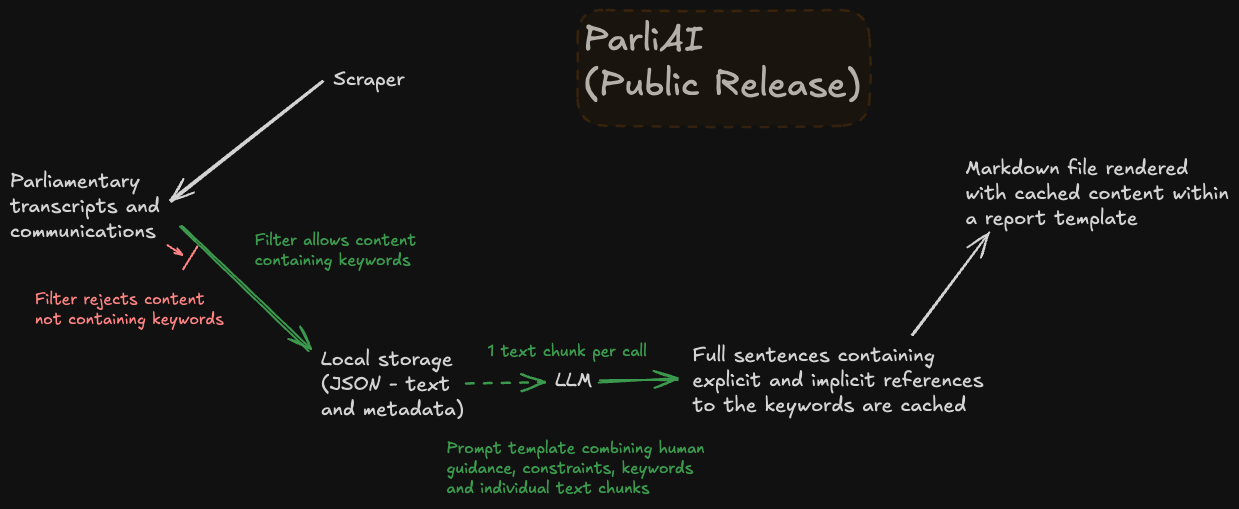 ParliAI
(Public Release)
Scraper
Parliamentary
transcripts and
communications
Filter allows content
containing keywords
Filter rejects content
not containing keywords
Local storage
(JSON - text
and metadata)
1 text chunk per call
LLM
Prompt template combining human
guidance, constraints, keywords
and individual text chunks
Full sentences containing
explicit and implicit references
to the keywords are cached
Markdown file rendered
with cached content within
a report template